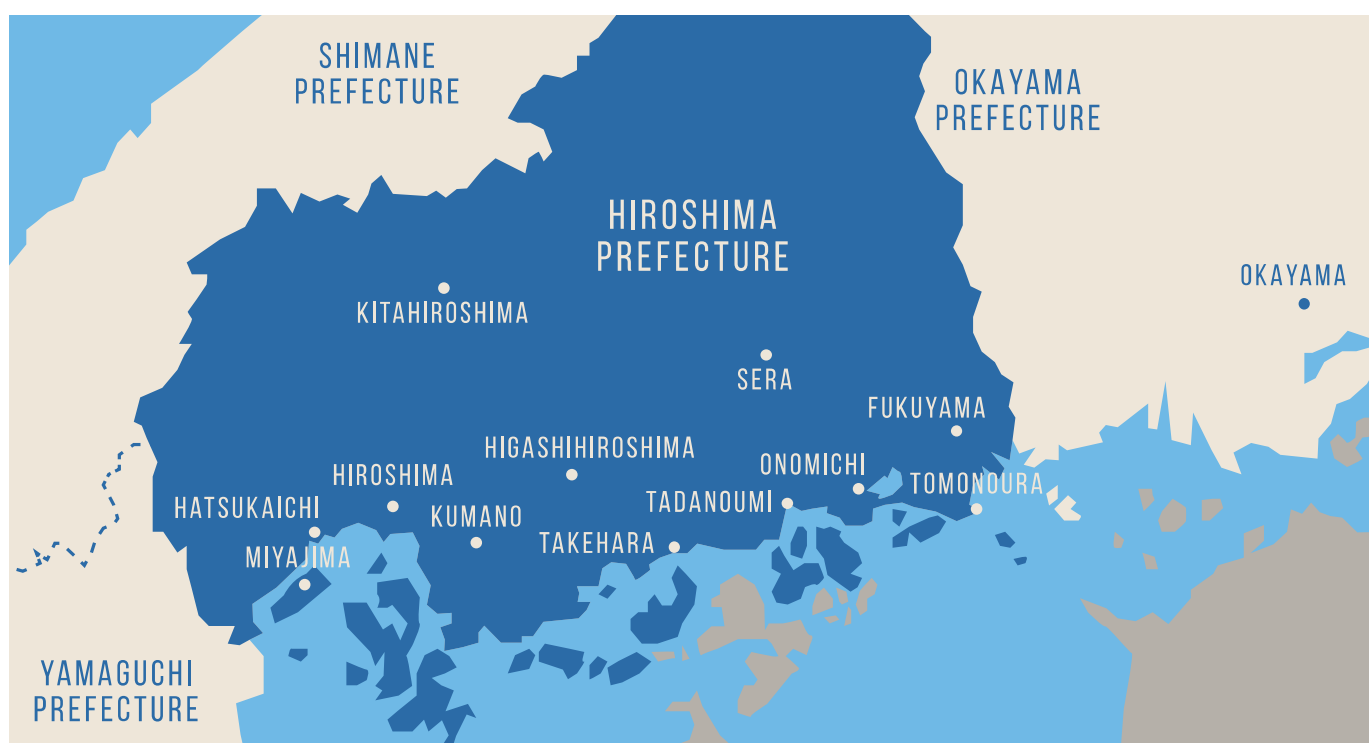 SHIMANE
PREFECTURE
OKAYAMA
PREFECTURE
HIROSHIMA
PREFECTURE
OKAYAMA
KITAHIROSHIMA
SERA
FUKUYAMA
HIGASHIHIROSHIMA
ONOMICHI
HIROSHIMA
TOMONOURA
TADANOUMI
HATSUKAICHI
KUMANO
TAKEHARA
MIYAJIMA
YAMAGUCHI
PREFECTURE